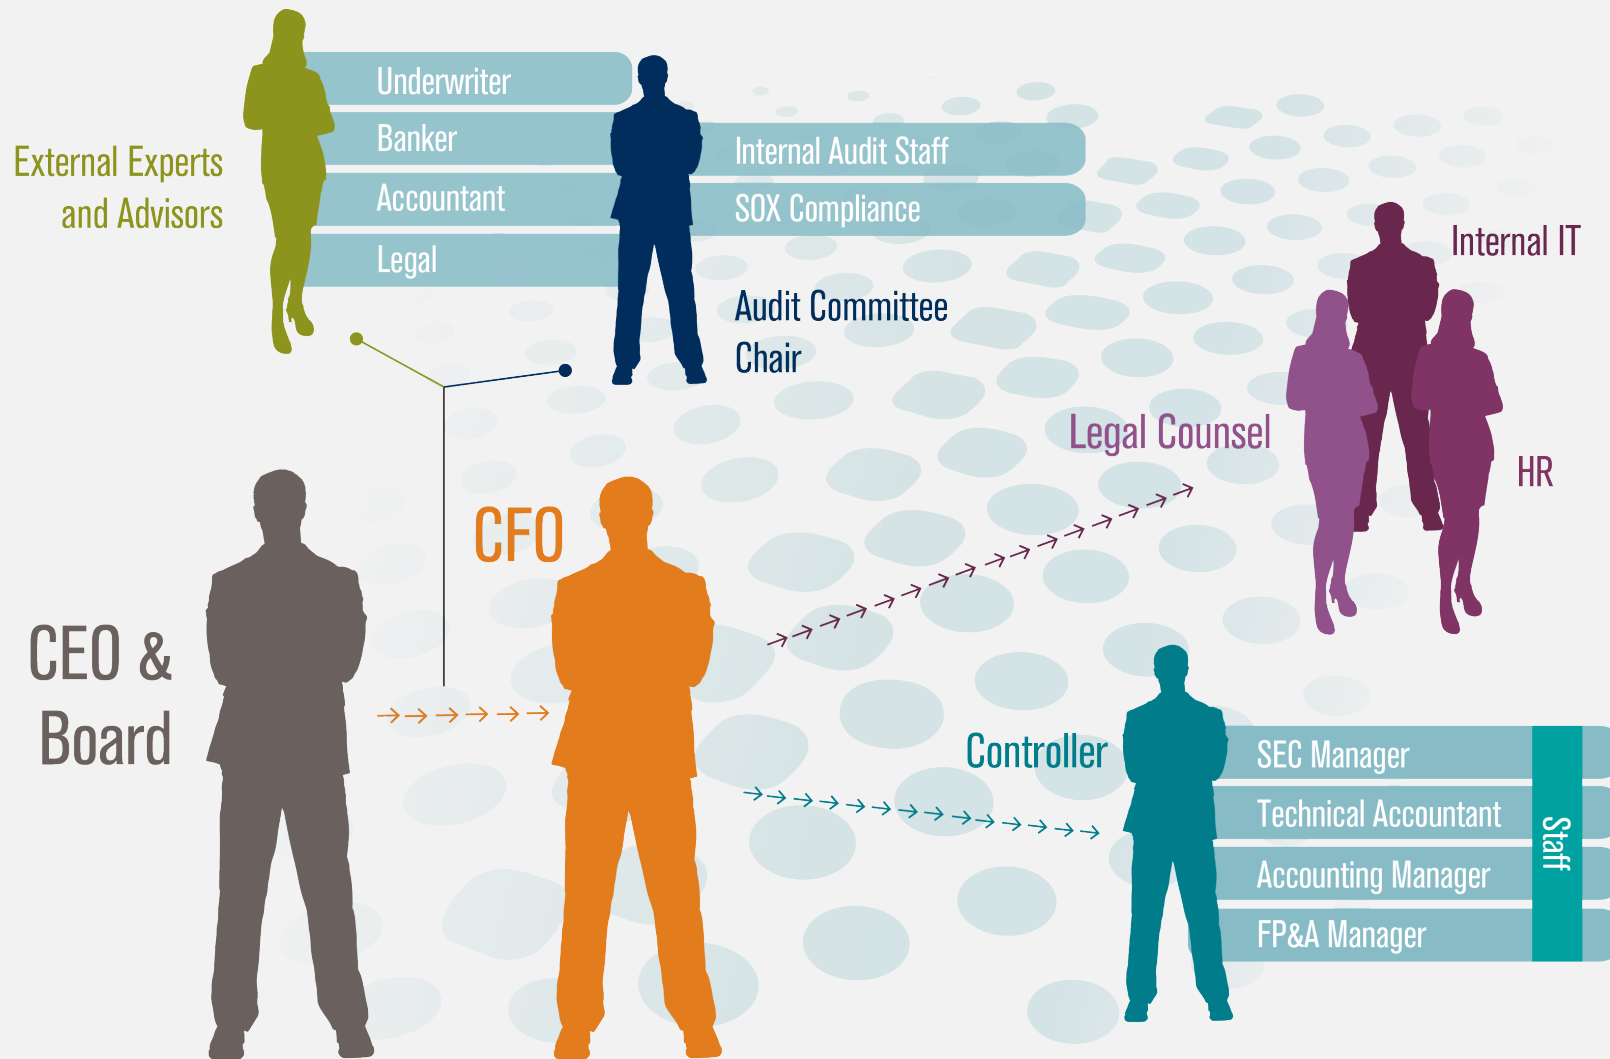 Underwriter
Banker
Accountant
Legal
External Experts
and Advisors
Internal Audit Staff
SOX Compliance
Audit Committee
Chair
Internal IT
Legal Counsel
HR
CFO
CEO &
Board
Controller
SEC Manager
Technical Accountant
Accounting Manager
FP&A Manager
Staff